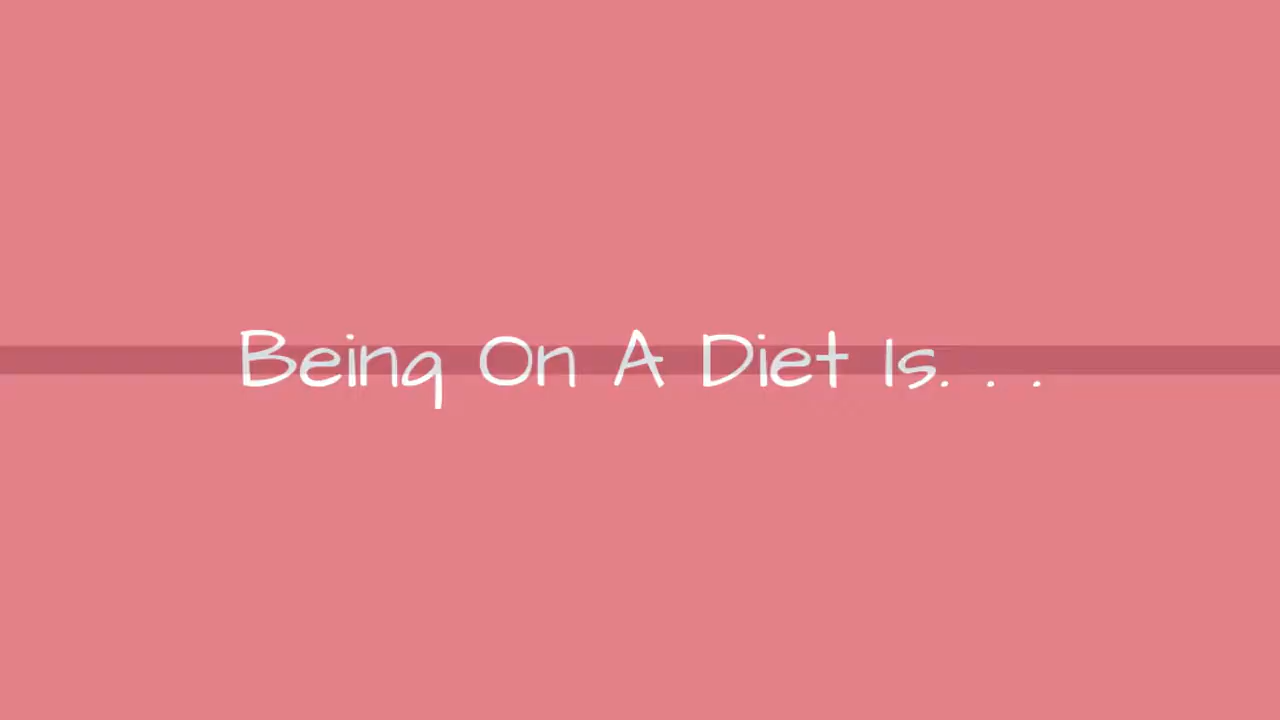 Being On A Diet Is. . .